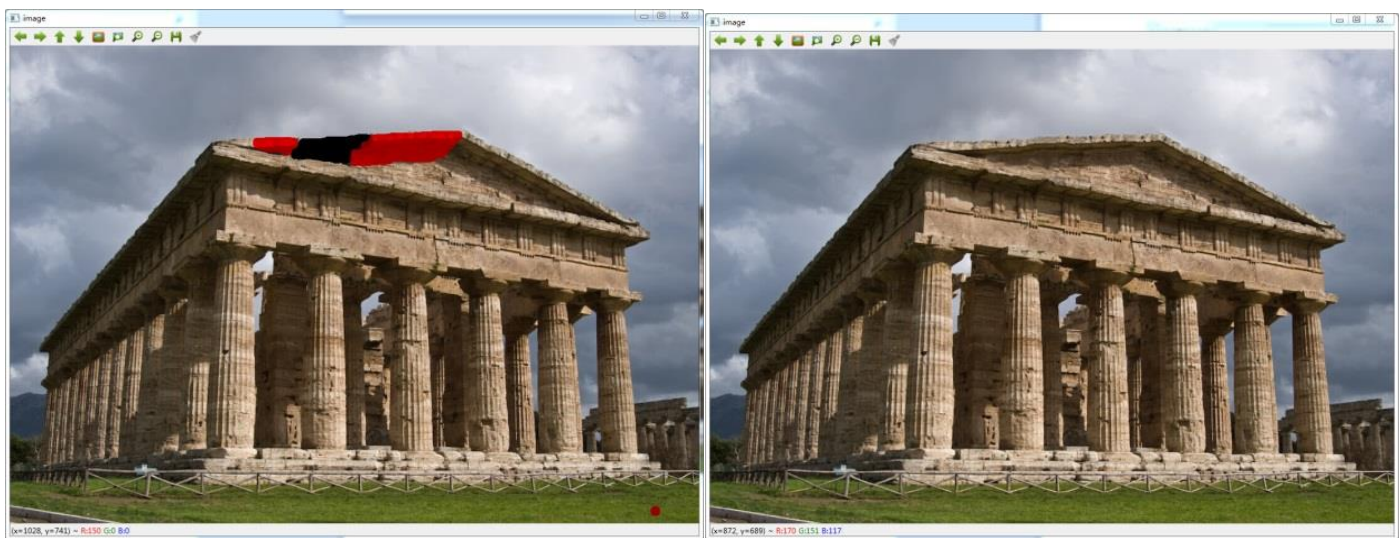 image
(x=1028, y=741) ~ R:150 G:0 B:0
image
(x=872, y=689) ~ R:170 G:151 B:117